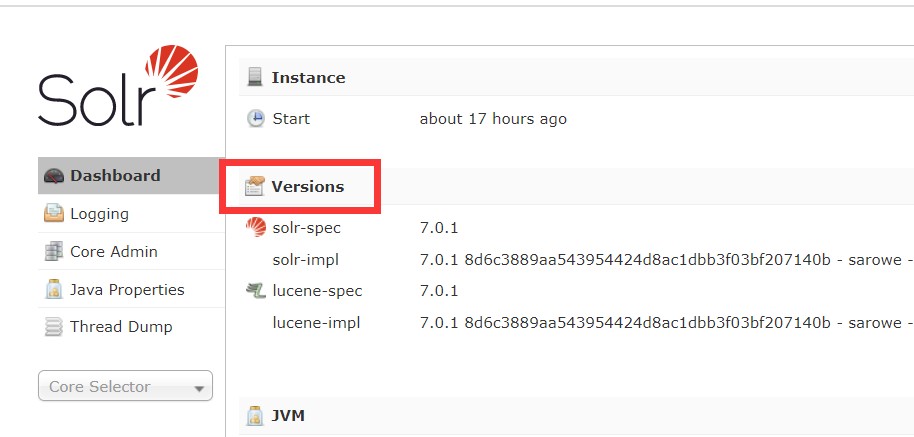 Solr
Instance
Start about 17 hours ago
Dashboard
Versions
Logging
solr-spec 7.0.1
Core Admin
solr-impl 7.0.1 8d6c3889aa543954424d8ac1dbb3f03bf207140b - sarowe -
Java Properties
lucene-spec 7.0.1
Thread Dump
lucene-impl 7.0.1 8d6c3889aa543954424d8ac1dbb3f03bf207140b - sarowe -
Core Selector
JVM